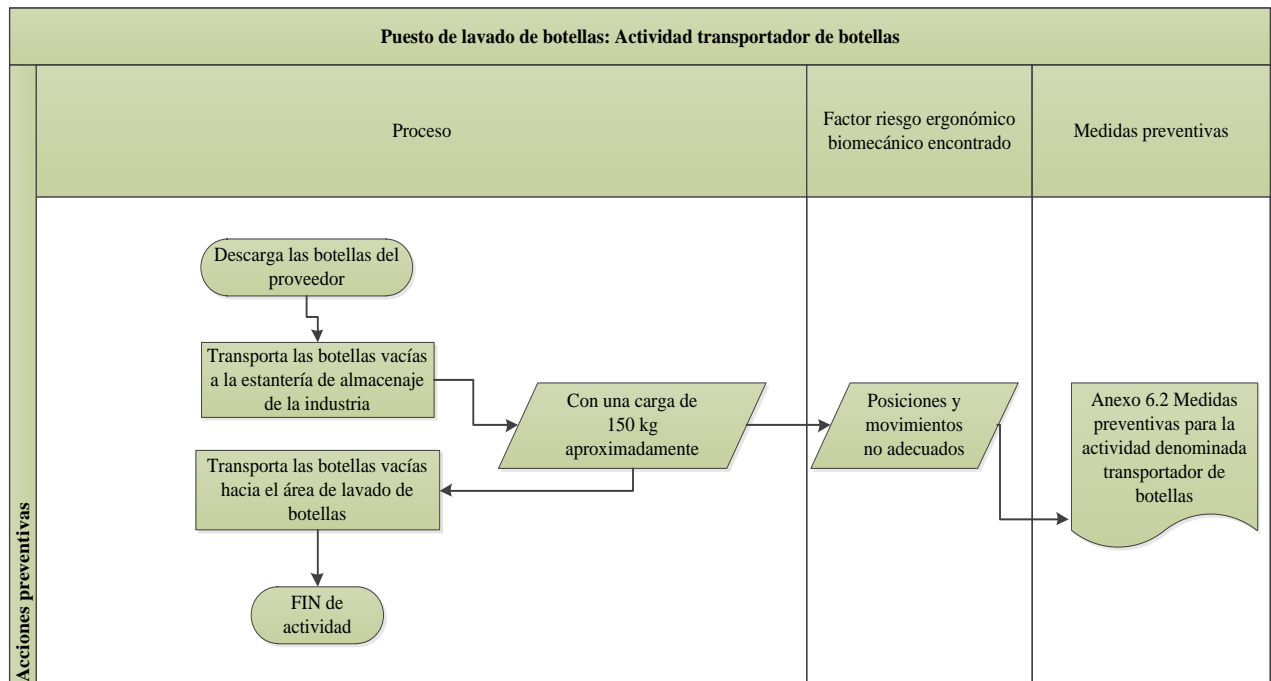 Puesto de lavado de botellas: Actividad transportador de botellas
Proceso
Factor riesgo ergonómico
biomecánico encontrado
Medidas preventivas
Acciones preventivas
Descarga las botellas del
proveedor
Transporta las botellas vacías
a la estantería de almacenaje
de la industria
Con una carga de
150 kg
aproximadamente
Posiciones y
movimientos
no adecuados
Anexo 6.2 Medidas
preventivas para la
actividad denominada
transportador de
botellas
Transporta las botellas vacías
hacia el área de lavado de
botellas
FIN de
actividad